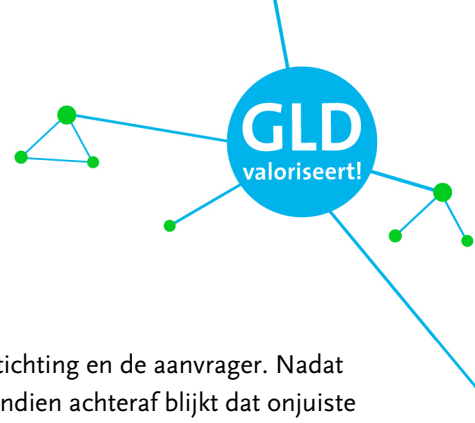 GLD
valoriseert!
tichting en de aanvrager. Nadat
ndien achteraf blijkt dat onjuiste